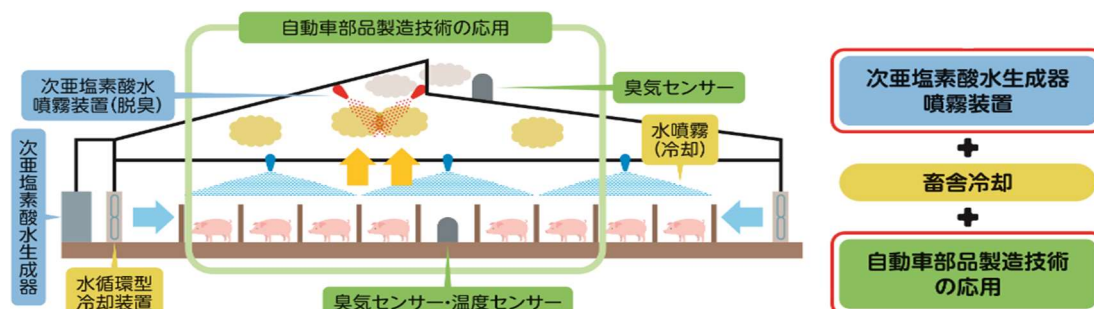 自動車部品製造技術の応用
次亜塩素酸水
噴霧装置(脱臭)
臭気センサー
水噴霧
(冷却)
次亜塩素酸水生成器
水循環型
冷却装置
臭気センサー・温度センサー
次亜塩素酸水生成器
噴霧装置
+
畜舎冷却
+
自動車部品製造技術
の応用